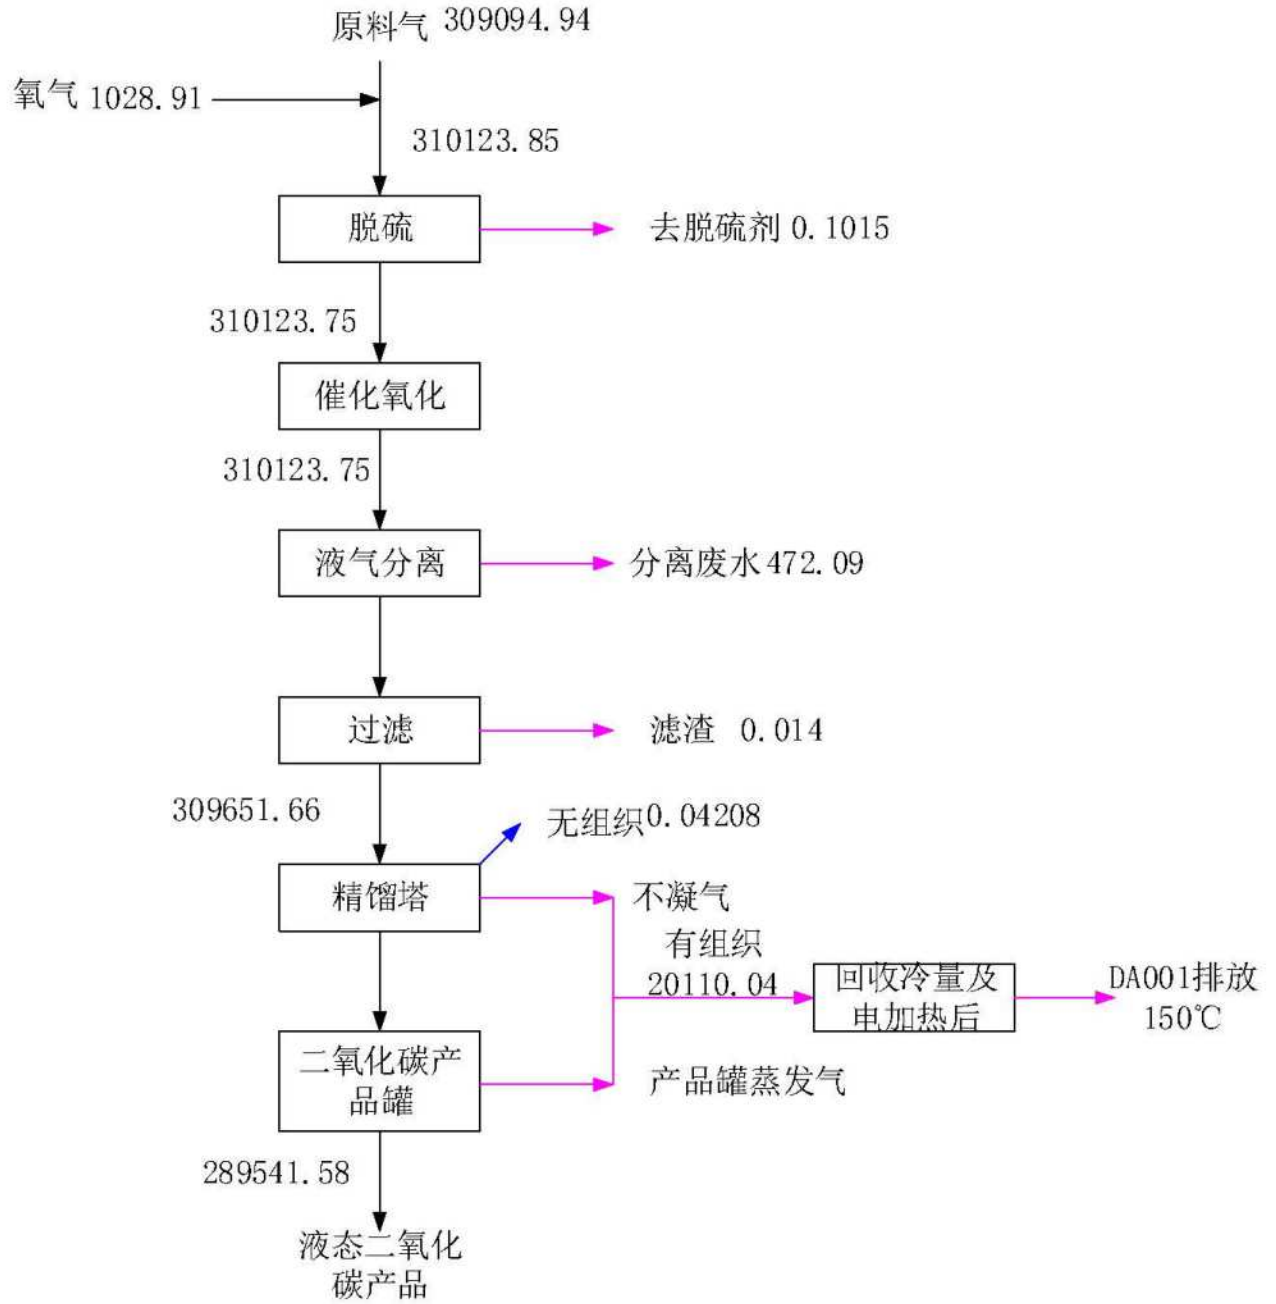 原料气 309094.94
氧气 1028.91
310123.85
脱硫
去脱硫剂 0.1015
310123.75
催化氧化
310123.75
液气分离
分离废水472.09
过滤
滤渣 0.014
309651.66
无组织0.04208
精馏塔
不凝气
有组织
20110.04
回收冷量及
电加热后
DA001排放
150℃
二氧化碳产
品罐
产品罐蒸发气
289541.58
液态二氧化
碳产品